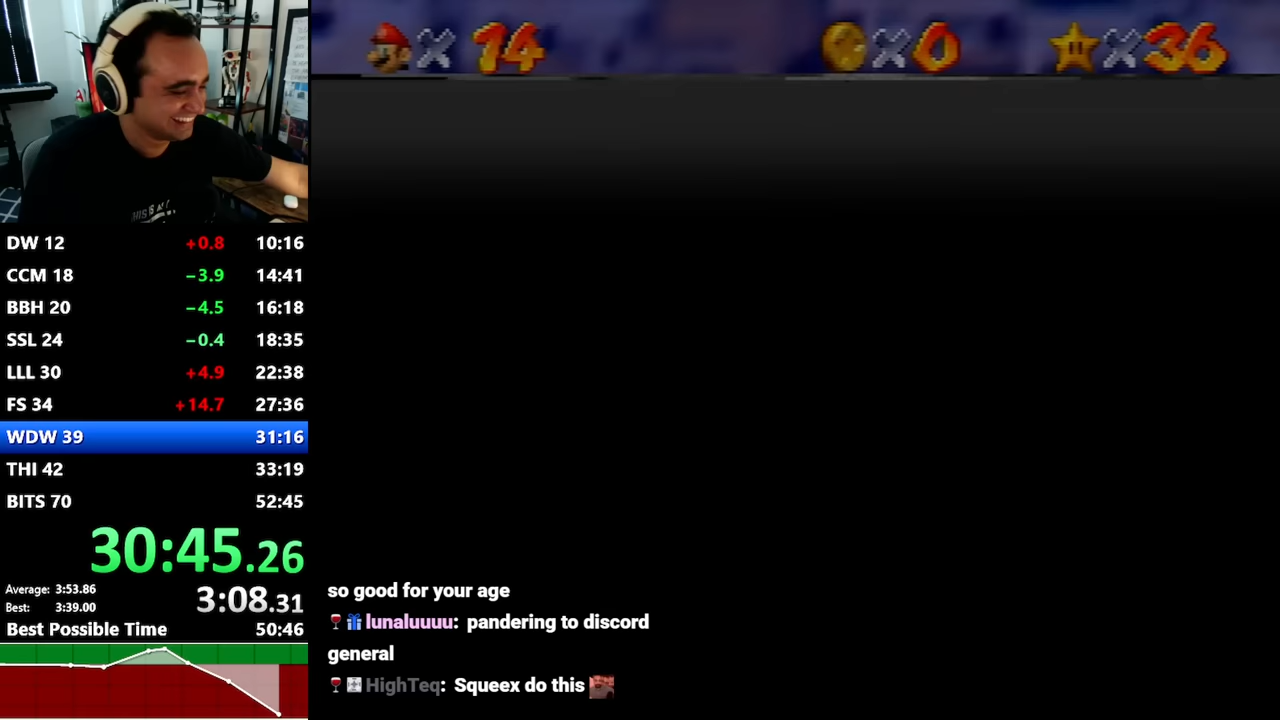 × 14 × 0 × 36
DW 12 +0.8 10:16
CCM 18 −3.9 14:41
BBH 20 −4.5 16:18
SSL 24 −0.4 18:35
LLL 30 +4.9 22:38
FS 34 +14.7 27:36
WDW 39 31:16
THI 42 33:19
BITS 70 52:45
30:45.26
Average: 3:53.86
Best: 3:39.00
3:08.31
Best Possible Time 50:46
so good for your age
lunaluuuu: pandering to discord
general
HighTeq: Squeex do this